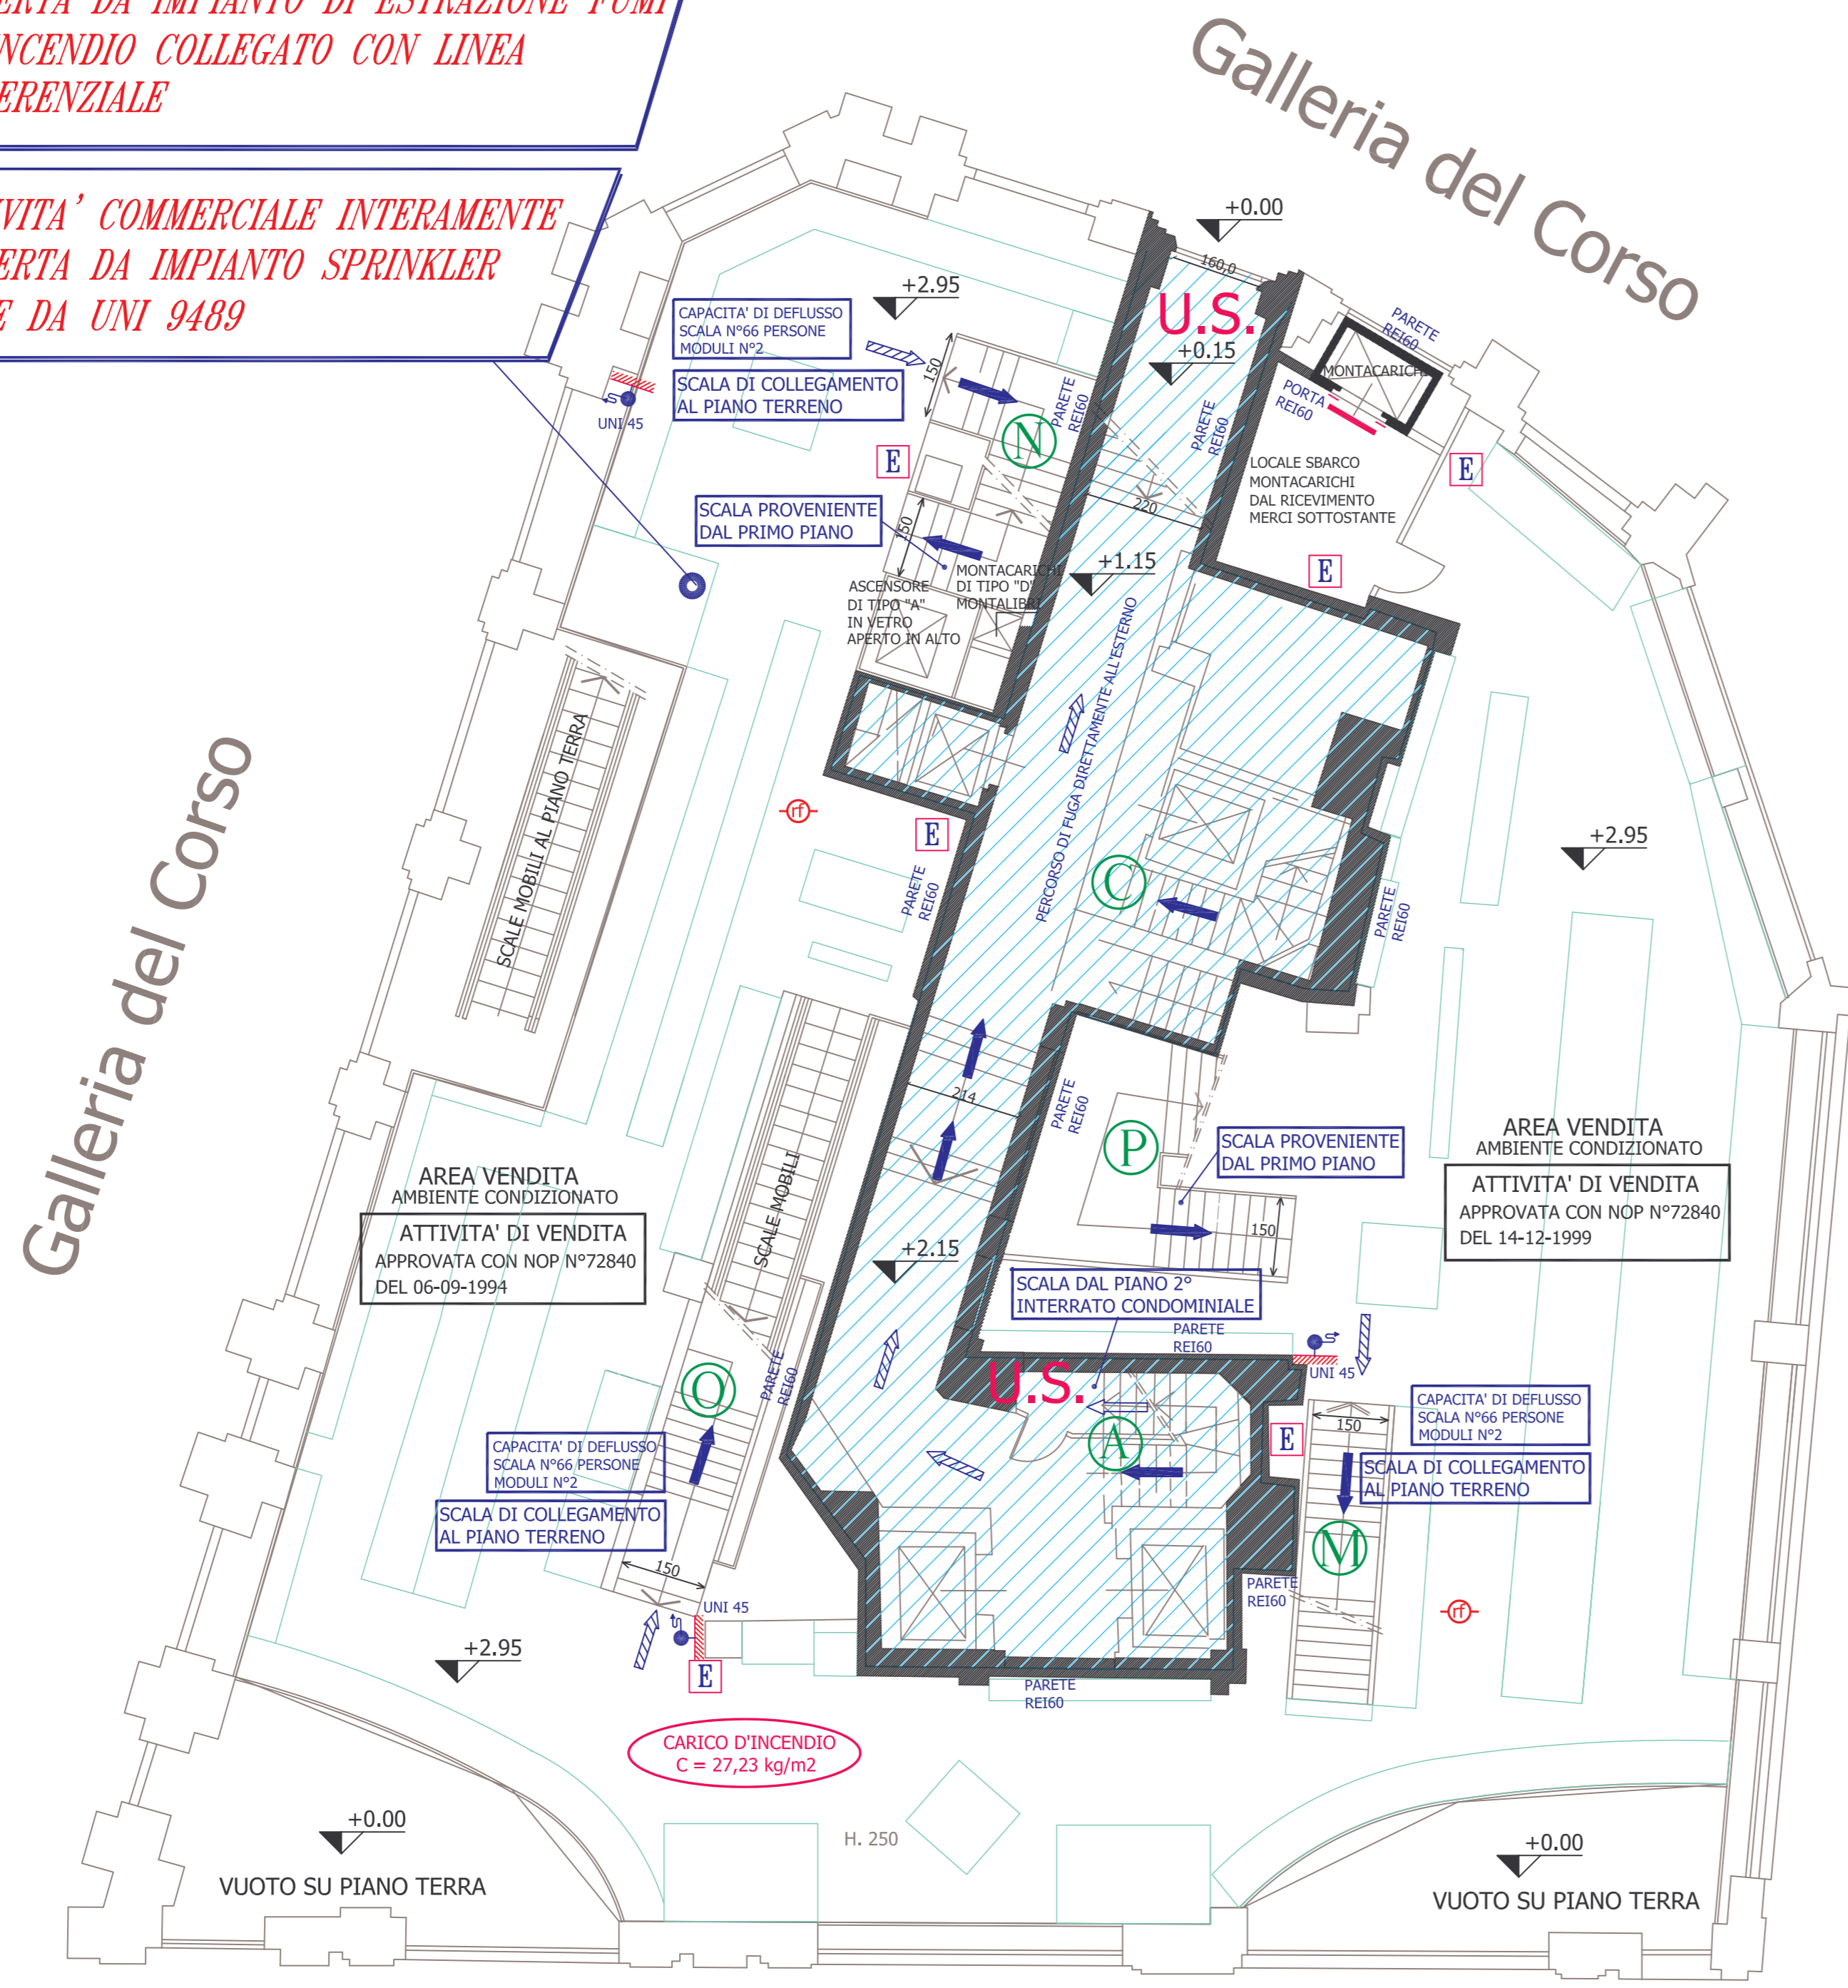 ERTA DA IMPIANTO DI ESTRAZIONE FUMI
NCENDIO COLLEGATO CON LINEA
ERENZIALE
VITA' COMMERCIALE INTERAMENTE
ERTA DA IMPIANTO SPRINKLER
E DA UNI 9489
Galleria del Corso
Galleria del Corso
+0.00
160,0
U.S.
+0.15
+2.95
CAPACITA' DI DEFLUSSO
SCALA N°66 PERSONE
MODULI N°2
SCALA DI COLLEGAMENTO
AL PIANO TERRENO
150
UNI 45
N
PARETE
REI60
PARETE
REI60
PARETE
REI60
MONTACARICHI
PORTA
REI60
E
E
LOCALE SBARCO
MONTACARICHI
DAL RICEVIMENTO
MERCI SOTTOSTANTE
220
SCALA PROVENIENTE
DAL PRIMO PIANO
150
+1.15
E
MONTACARICHI
DI TIPO "D"
MONTALIBRI
ASCENSORE
DI TIPO "A"
IN VETRO
APERTO IN ALTO
PERCORSO DI FUGA DIRETTAMENTE ALL'ESTERNO
SCALE MOBILI AL PIANO TERRA
rf
E
PARETE
REI60
C
+2.95
PARETE
REI60
214
PARETE
REI60
P
SCALA PROVENIENTE
DAL PRIMO PIANO
150
AREA VENDITA
AMBIENTE CONDIZIONATO
ATTIVITA' DI VENDITA
APPROVATA CON NOP N°72840
DEL 14-12-1999
AREA VENDITA
AMBIENTE CONDIZIONATO
ATTIVITA' DI VENDITA
APPROVATA CON NOP N°72840
DEL 06-09-1994
SCALE MOBILI
+2.15
SCALA DAL PIANO 2°
INTERRATO CONDOMINIALE
PARETE
REI60
UNI 45
U.S.
O
PARETE
REI60
A
E
150
CAPACITA' DI DEFLUSSO
SCALA N°66 PERSONE
MODULI N°2
SCALA DI COLLEGAMENTO
AL PIANO TERRENO
M
CAPACITA' DI DEFLUSSO
SCALA N°66 PERSONE
MODULI N°2
SCALA DI COLLEGAMENTO
AL PIANO TERRENO
150
UNI 45
E
PARETE
REI60
rf
PARETE
REI60
+2.95
CARICO D'INCENDIO
C = 27,23 kg/m2
+0.00
VUOTO SU PIANO TERRA
H. 250
+0.00
VUOTO SU PIANO TERRA